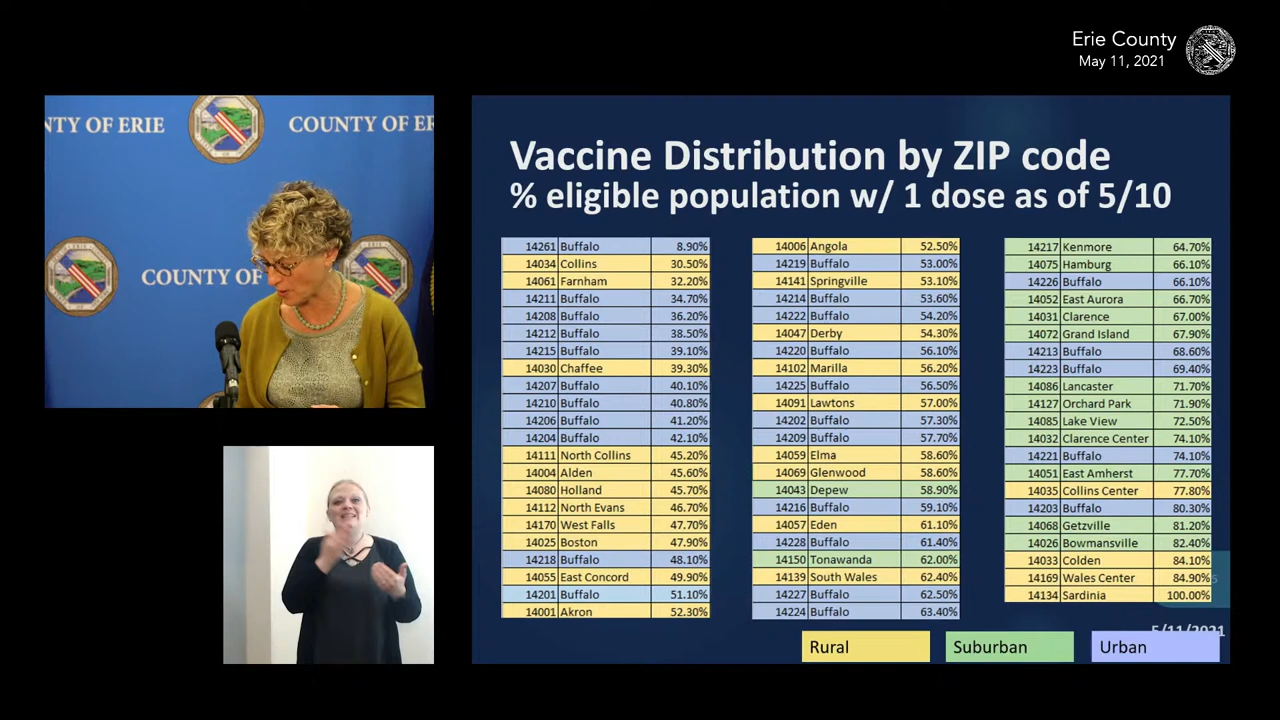 Erie County
May 11, 2021
NTY OF ERIE
COUNTY OF ER
COUNTY OF
Vaccine Distribution by ZIP code
% eligible population w/ 1 dose as of 5/10
14261 Buffalo 8.90%
14034 Collins 30.50%
14061 Farnham 32.20%
14211 Buffalo 34.70%
14208 Buffalo 36.20%
14212 Buffalo 38.50%
14215 Buffalo 39.10%
14030 Chaffee 39.30%
14207 Buffalo 40.10%
14210 Buffalo 40.80%
14206 Buffalo 41.20%
14204 Buffalo 42.10%
14111 North Collins 45.20%
14004 Alden 45.60%
14080 Holland 45.70%
14112 North Evans 46.70%
14170 West Falls 47.70%
14025 Boston 47.90%
14218 Buffalo 48.10%
14055 East Concord 49.90%
14201 Buffalo 51.10%
14001 Akron 52.30%
14006 Angola 52.50%
14219 Buffalo 53.00%
14141 Springville 53.10%
14214 Buffalo 53.60%
14222 Buffalo 54.20%
14047 Derby 54.30%
14220 Buffalo 56.10%
14102 Marilla 56.20%
14225 Buffalo 56.50%
14091 Lawtons 57.00%
14202 Buffalo 57.30%
14209 Buffalo 57.70%
14059 Elma 58.60%
14069 Glenwood 58.60%
14043 Depew 58.90%
14216 Buffalo 59.10%
14057 Eden 61.10%
14228 Buffalo 61.40%
14150 Tonawanda 62.00%
14139 South Wales 62.40%
14227 Buffalo 62.50%
14224 Buffalo 63.40%
14217 Kenmore 64.70%
14075 Hamburg 66.10%
14226 Buffalo 66.10%
14052 East Aurora 66.70%
14031 Clarence 67.00%
14072 Grand Island 67.90%
14213 Buffalo 68.60%
14223 Buffalo 69.40%
14086 Lancaster 71.70%
14127 Orchard Park 71.90%
14085 Lake View 72.50%
14032 Clarence Center 74.10%
14221 Buffalo 74.10%
14051 East Amherst 77.70%
14035 Collins Center 77.80%
14203 Buffalo 80.30%
14068 Getzville 81.20%
14026 Bowmansville 82.40%
14033 Colden 84.10%
14169 Wales Center 84.90%
14134 Sardinia 100.00%
5/11/2021
Rural
Suburban
Urban